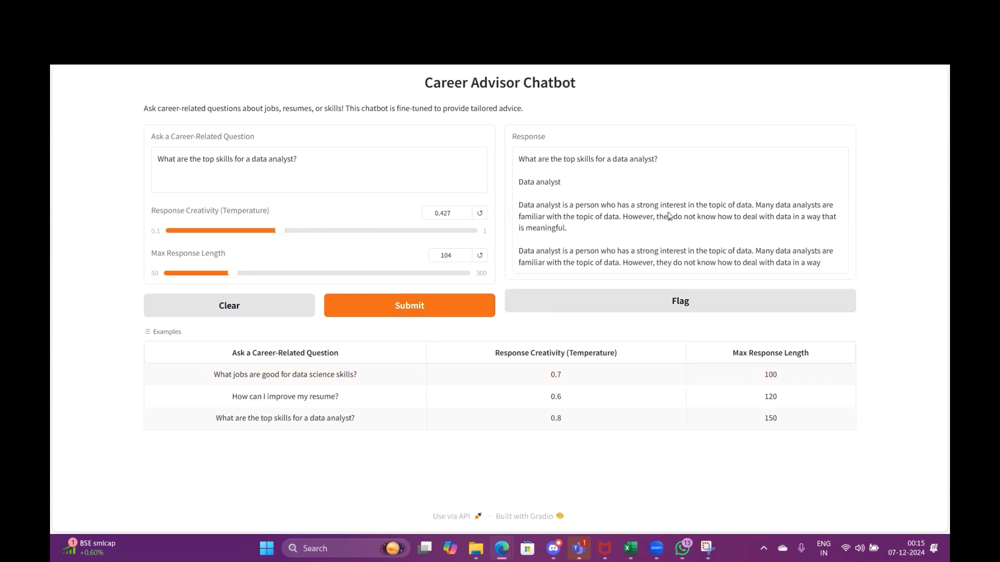 Career Advisor Chatbot
Ask career-related questions about jobs, resumes, or skills! This chatbot is fine-tuned to provide tailored advice.
Ask a Career-Related Question
What are the top skills for a data analyst?
Response Creativity (Temperature)
0.427
0.1
1
Max Response Length
104
50
300
Clear
Submit
Response
What are the top skills for a data analyst?
Data analyst
Data analyst is a person who has a strong interest in the topic of data. Many data analysts are
familiar with the topic of data. However, they do not know how to deal with data in a way that
is meaningful.
Data analyst is a person who has a strong interest in the topic of data. Many data analysts are
familiar with the topic of data. However, they do not know how to deal with data in a way
Flag
Examples
Ask a Career-Related Question Response Creativity (Temperature) Max Response Length
What jobs are good for data science skills? 0.7 100
How can I improve my resume? 0.6 120
What are the top skills for a data analyst? 0.8 150
Use via API · Built with Gradio
1
BSE smlcap
+0.60%
Search
1
zoom
13
ENG
IN
00:15
07-12-2024